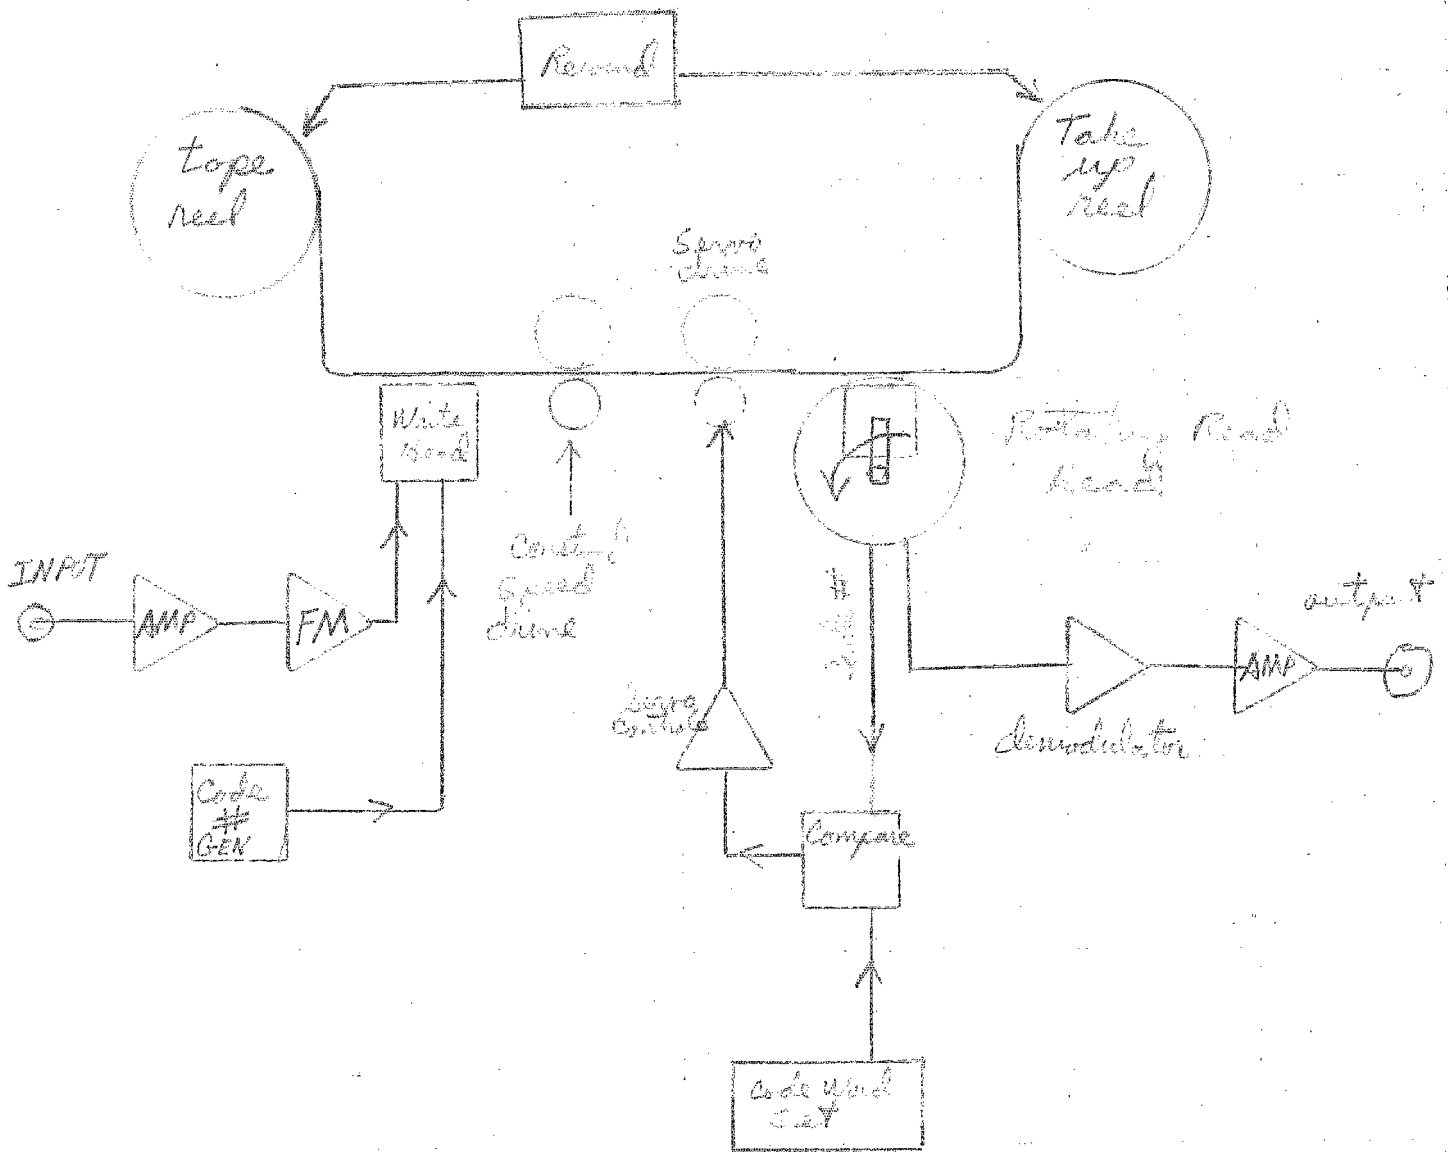 Rewind
tape
reel
Take
up
reel
Servo
drive
Write
Head
Rotating Read
Head
Constant
Speed
drive
INPUT
AMP
FM
output
AMP
demodulator
Servo
Control
#
Code
#
GEN
Compare
Code Word
Set